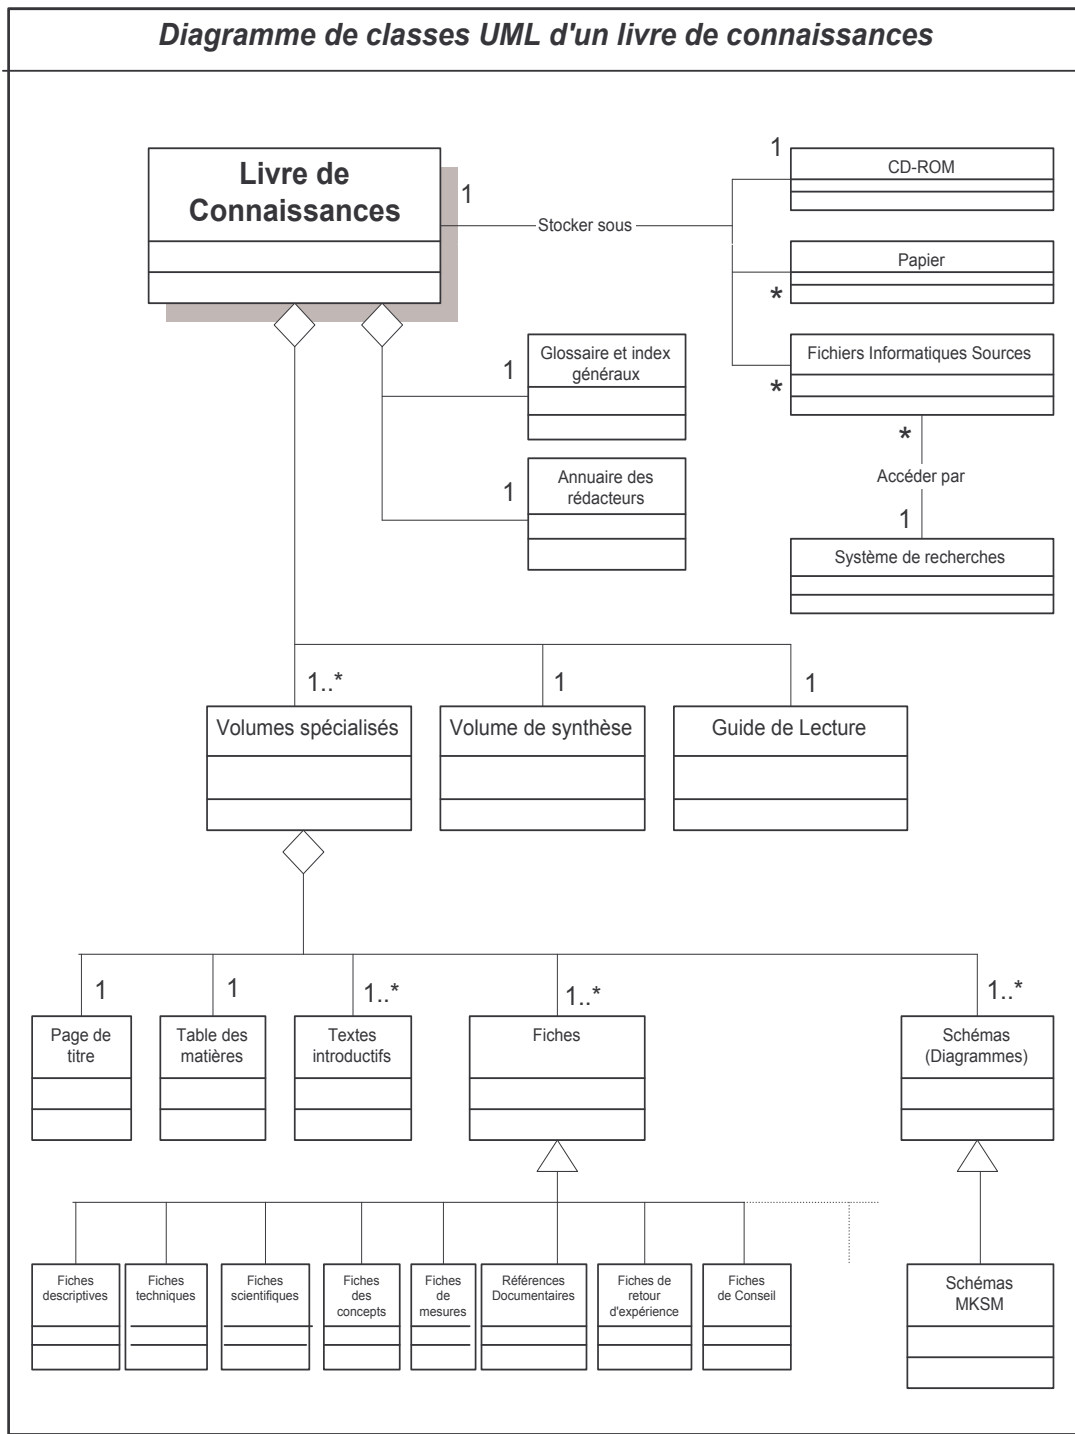 Diagramme de classes UML d'un livre de connaissances
Livre de
Connaissances
1
Stocker sous
1
CD-ROM
Papier
*
Fichiers Informatiques Sources
*
*
Accéder par
1
Système de recherches
1
Glossaire et index
généraux
1
Annuaire des
rédacteurs
1..*
1
1
Volumes spécialisés
Volume de synthèse
Guide de Lecture
1
1
1..*
1..*
1..*
Page de
titre
Table des
matières
Textes
introductifs
Fiches
Schémas
(Diagrammes)
Fiches
descriptives
Fiches
techniques
Fiches
scientifiques
Fiches
des
concepts
Fiches
de
mesures
Références
Documentaires
Fiches de
retour
d'expérience
Fiches
de Conseil
Schémas
MKSM